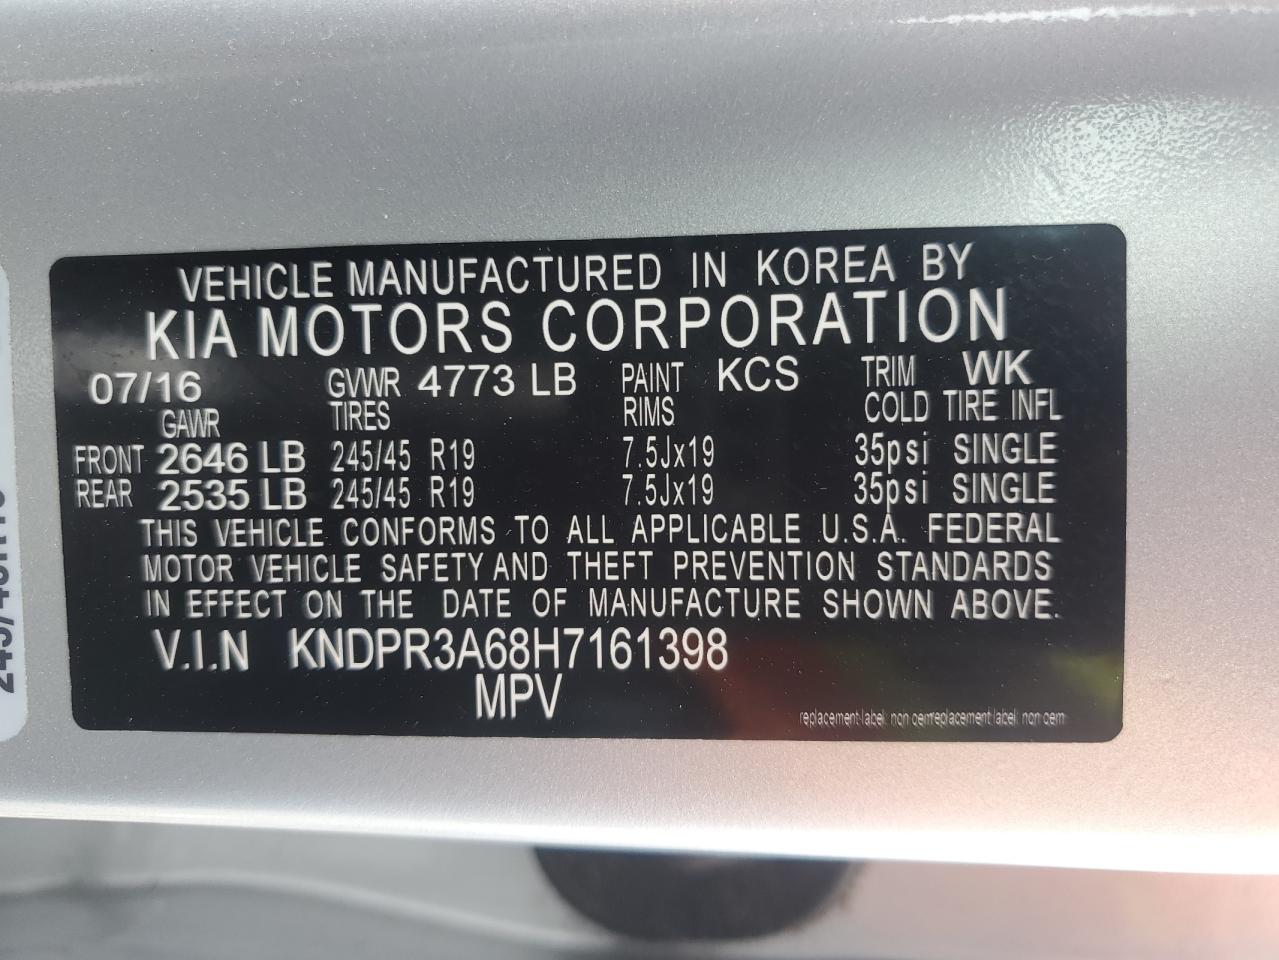 VEHICLE MANUFACTURED IN KOREA BY
KIA MOTORS CORPORATION
07/16 GVWR 4773 LB PAINT KCS TRIM WK
GAWR TIRES RIMS COLD TIRE INFL
FRONT 2646 LB 245/45 R19 7.5Jx19 35psi SINGLE
REAR 2535 LB 245/45 R19 7.5Jx19 35psi SINGLE
THIS VEHICLE CONFORMS TO ALL APPLICABLE U.S.A. FEDERAL
MOTOR VEHICLE SAFETY AND THEFT PREVENTION STANDARDS
IN EFFECT ON THE DATE OF MANUFACTURE SHOWN ABOVE.
V.I.N KNDPR3A68H7161398
MPV
replacement label non oemreplacement label non oem